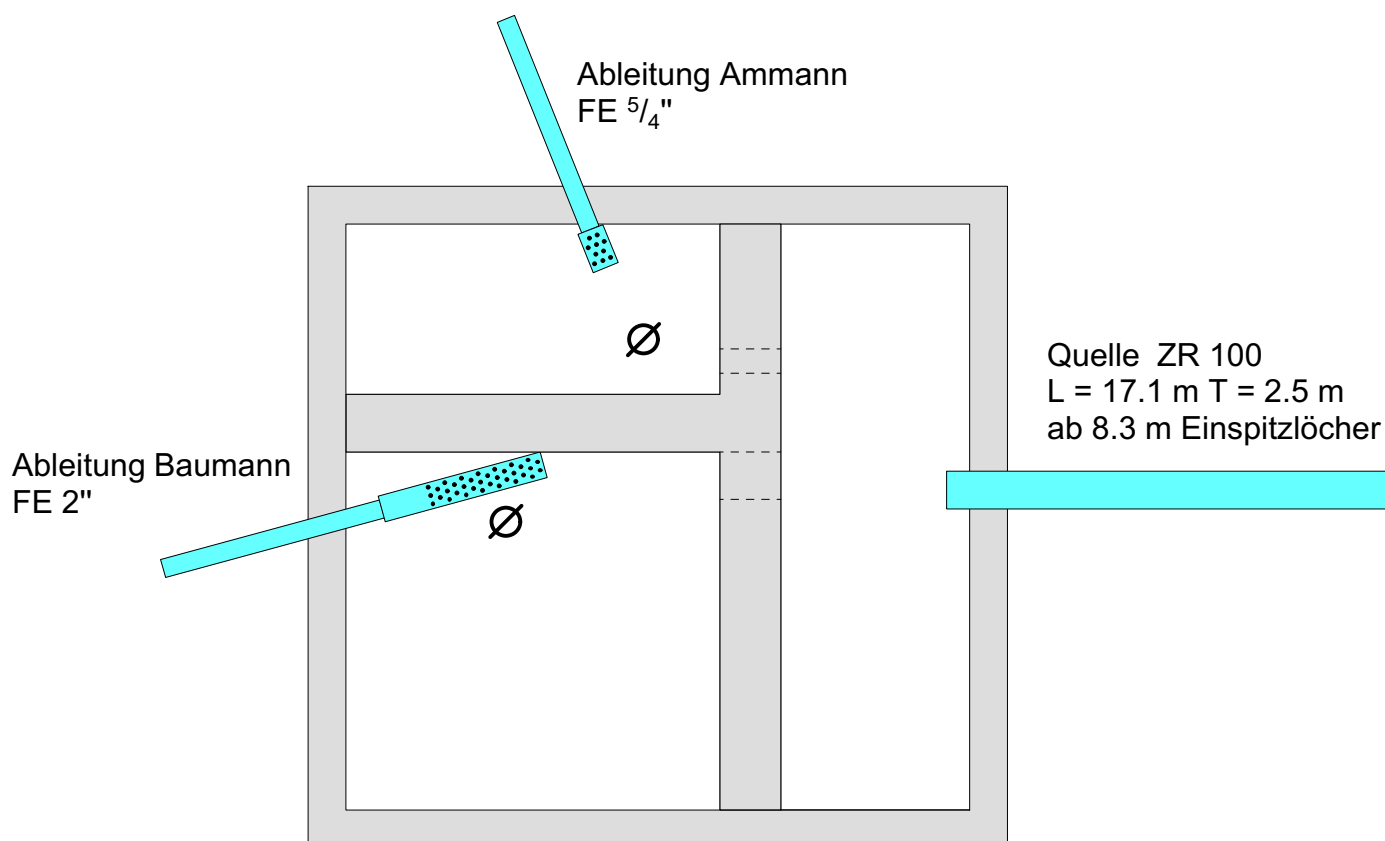 Ableitung Ammann
FE 5/4"
Quelle ZR 100
L = 17.1 m T = 2.5 m
ab 8.3 m Einspitzlöcher
Ableitung Baumann
FE 2"
Ø
Ø